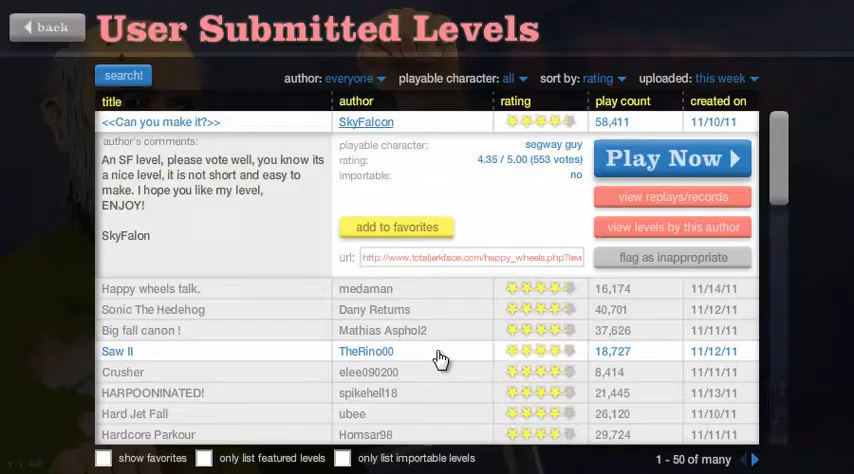 back
User Submitted Levels
search!
author: everyone playable character: all sort by: rating uploaded: this week
title author rating play count created on
<<Can you make it?>> SkyFalcon 58,411 11/10/11
author's comments:
An SF level, please vote well, you know its
a nice level, it is not short and easy to
make. I hope you like my level,
ENJOY!
SkyFalon
playable character: segway guy
rating: 4.35 / 5.00 (553 votes)
importable: no
add to favorites
url: http://www.totaljerkface.com/happy_wheels.php?leve
Play Now
view replays/records
view levels by this author
flag as inappropriate
Happy wheels talk. medaman 16,174 11/14/11
Sonic The Hedehog Dany Returns 40,701 11/12/11
Big fall canon ! Mathias Asphol2 37,626 11/11/11
Saw II TheRino00 18,727 11/12/11
Crusher elee090200 8,414 11/11/11
HARPOONINATED! spikehell18 21,445 11/13/11
Hard Jet Fall ubee 26,120 11/10/11
Hardcore Parkour Homsar98 29,724 11/11/11
show favorites only list featured levels only list importable levels 1 - 50 of many